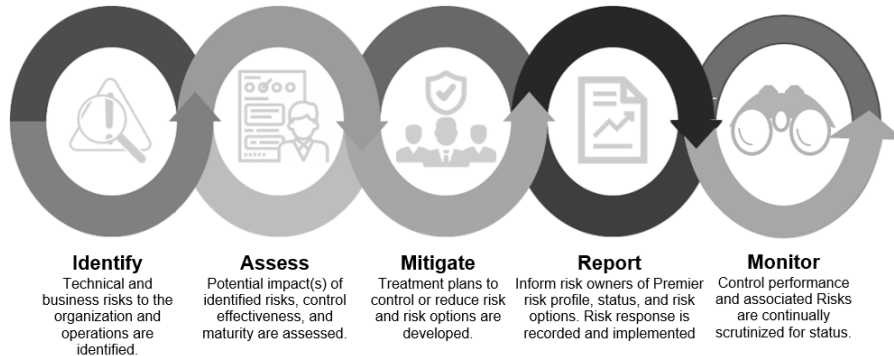 Identify
Technical and
business risks to the
organization and
operations are
identified.
Assess
Potential impact(s) of
identified risks, control
effectiveness, and
maturity are assessed.
Mitigate
Treatment plans to
control or reduce risk
and risk options are
developed.
Report
Inform risk owners of Premier
risk profile, status, and risk
options. Risk response is
recorded and implemented
Monitor
Control performance
and associated Risks
are continually
scrutinized for status.